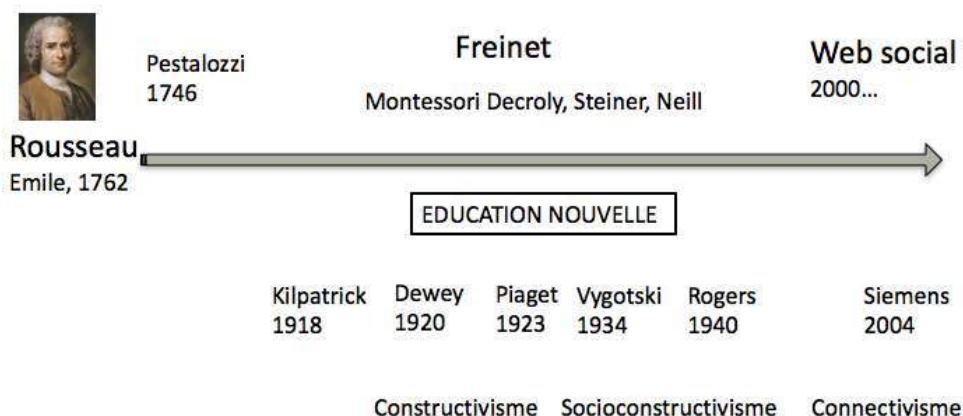 Pestalozzi
1746
Freinet
Montessori Decroly, Steiner, Neill
Web social
2000...
Rousseau
Emile, 1762
EDUCATION NOUVELLE
Kilpatrick
1918
Dewey
1920
Piaget
1923
Vygotski
1934
Rogers
1940
Siemens
2004
Constructivisme
Socioconstructivisme
Connectivisme